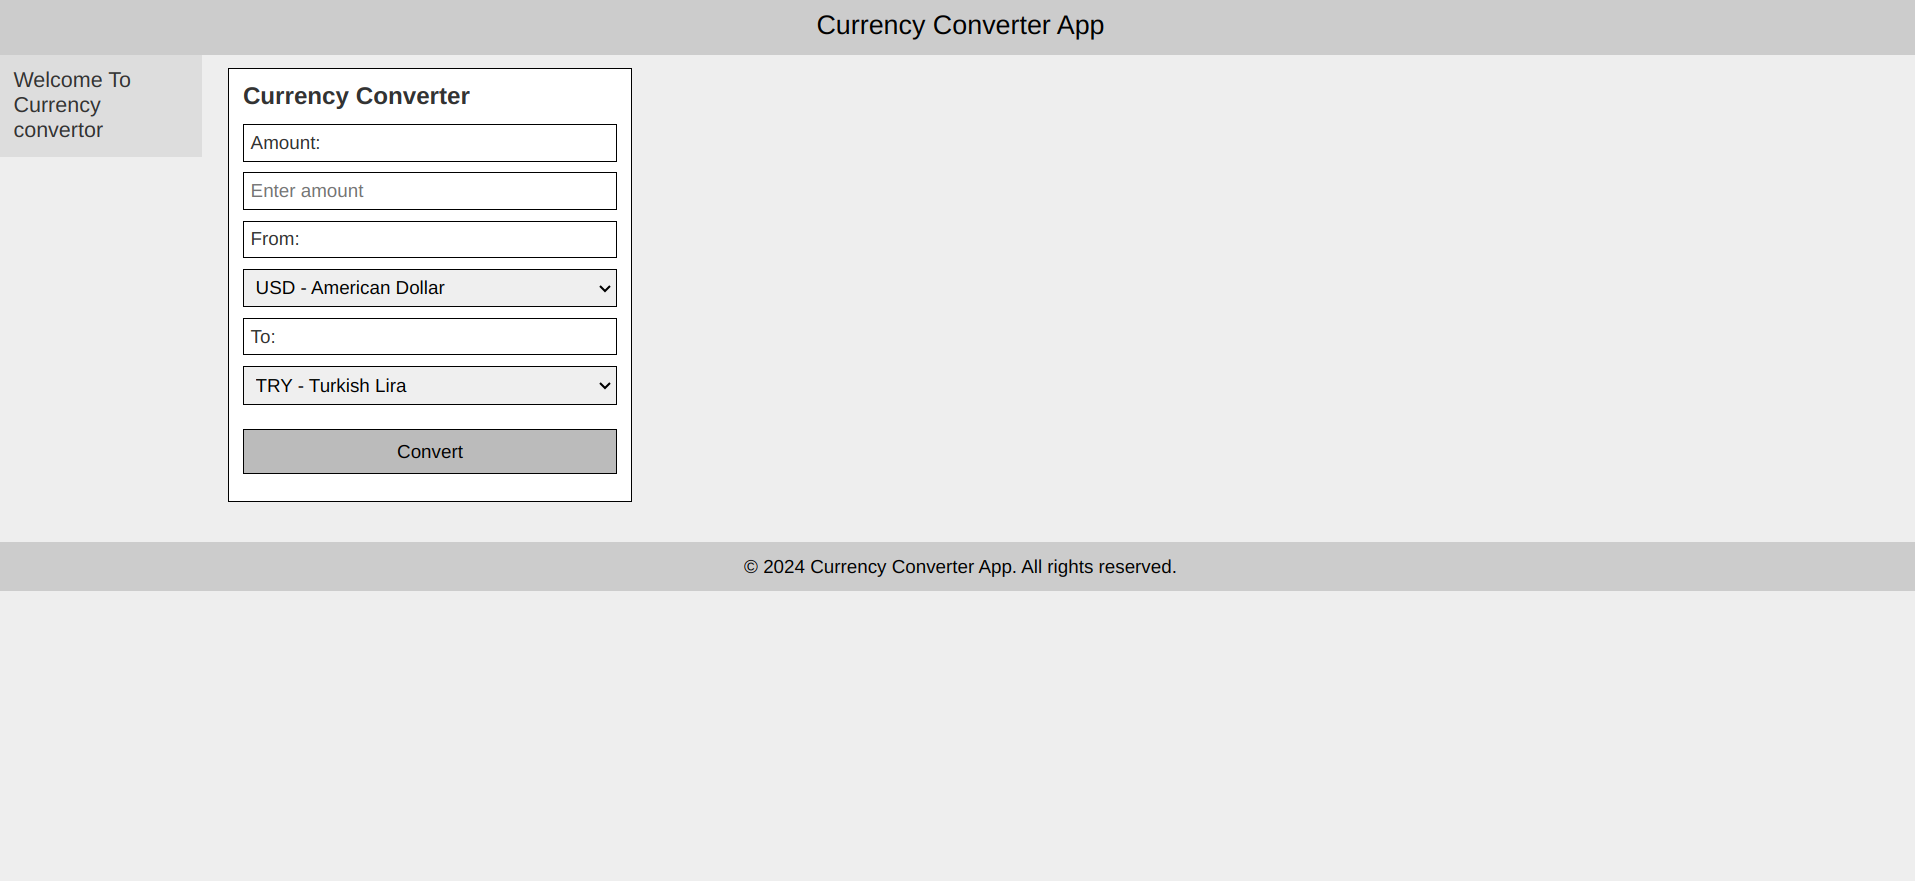 Currency Converter App
Welcome To
Currency
convertor
Currency Converter
Amount:
Enter amount
From:
USD - American Dollar
To:
TRY - Turkish Lira
Convert
© 2024 Currency Converter App. All rights reserved.